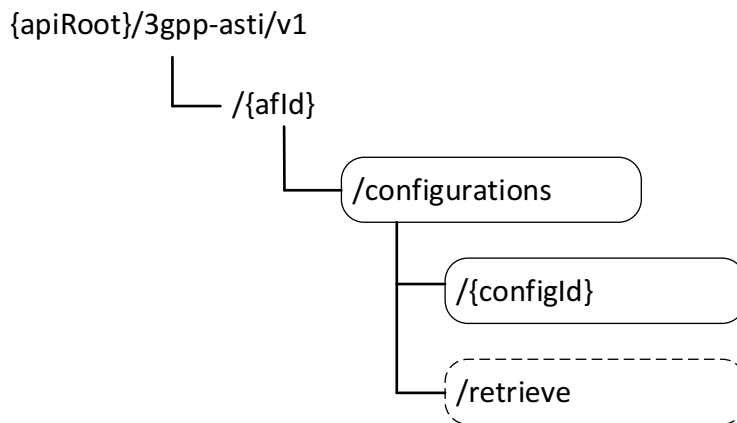 {apiRoot}/3gpp-asti/v1
/{afId}
/configurations
/{configId}
/retrieve